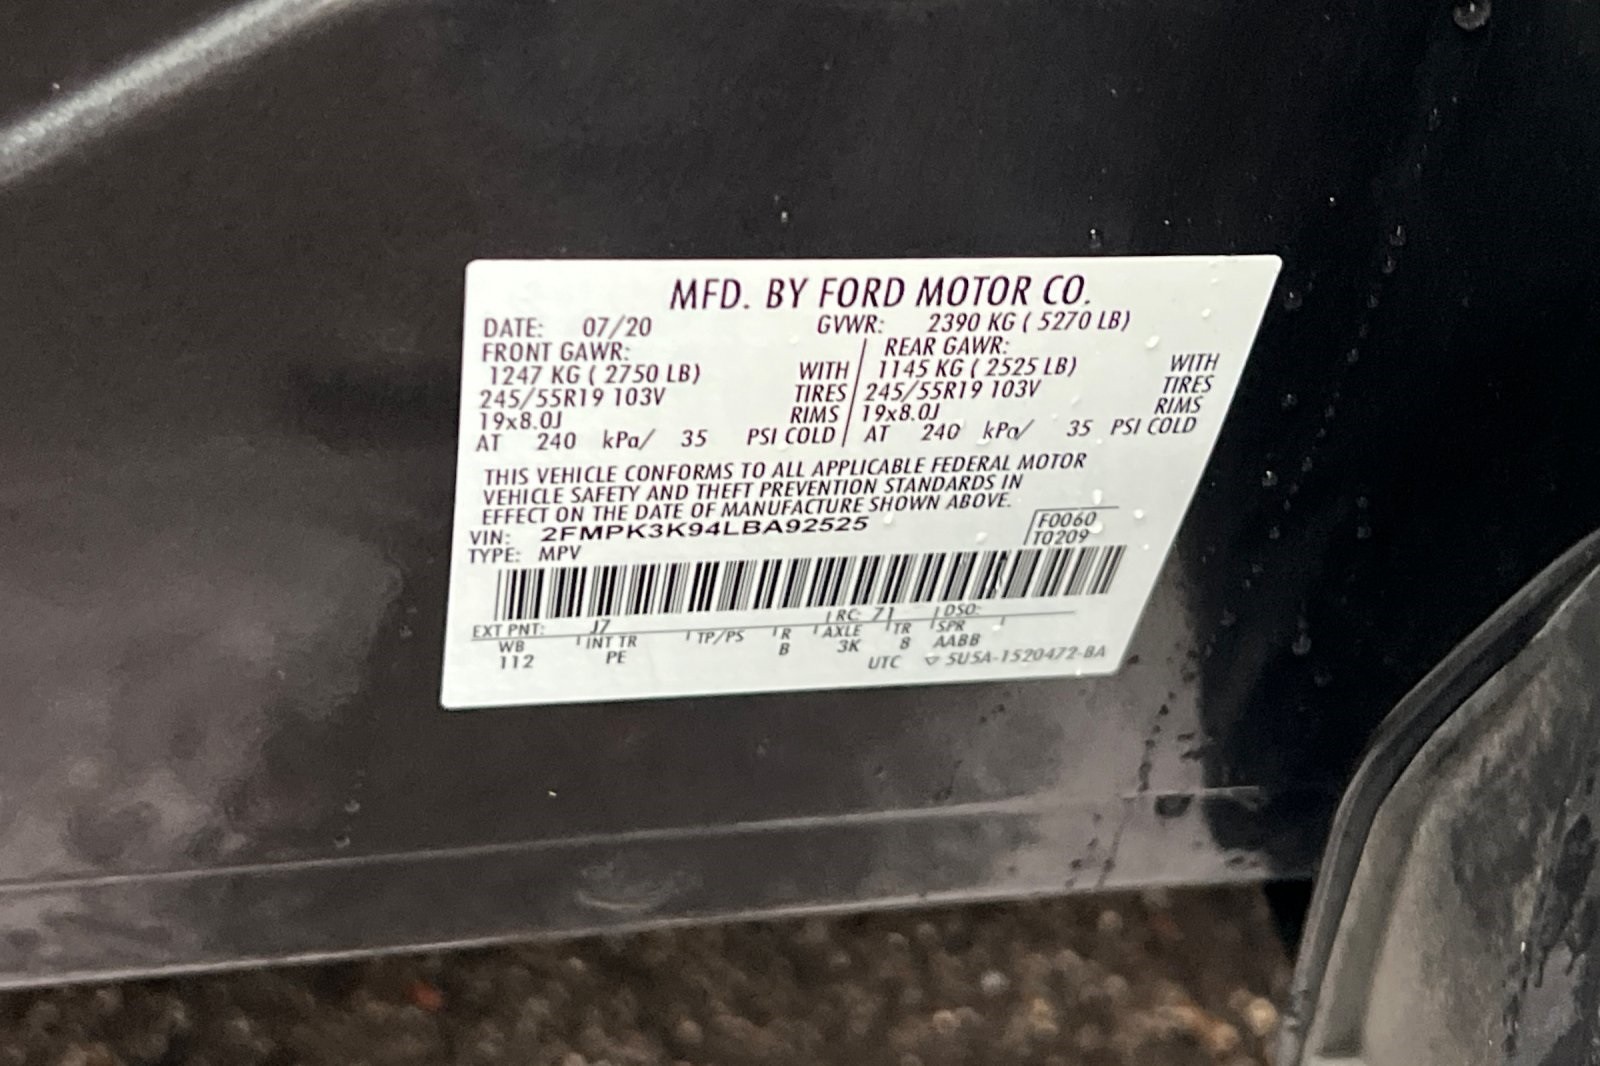 MFD. BY FORD MOTOR CO.
DATE: 07/20 GVWR: 2390 KG ( 5270 LB)
FRONT GAWR: REAR GAWR:
1247 KG ( 2750 LB) WITH 1145 KG ( 2525 LB) WITH
245/55R19 103V TIRES 245/55R19 103V TIRES
19x8.0J RIMS 19x8.0J RIMS
AT 240 kPa/ 35 PSI COLD AT 240 kPa/ 35 PSI COLD
THIS VEHICLE CONFORMS TO ALL APPLICABLE FEDERAL MOTOR
VEHICLE SAFETY AND THEFT PREVENTION STANDARDS IN
EFFECT ON THE DATE OF MANUFACTURE SHOWN ABOVE.
VIN: 2FMPK3K94LBA92525 F0060
TYPE: MPV T0209
EXT PNT: J7 RC: 71 DSO:
WB INT TR TP/PS R AXLE TR SPR
112 PE B 3K 8 AABB
UTC ▽ 5U5A-1520472-BA